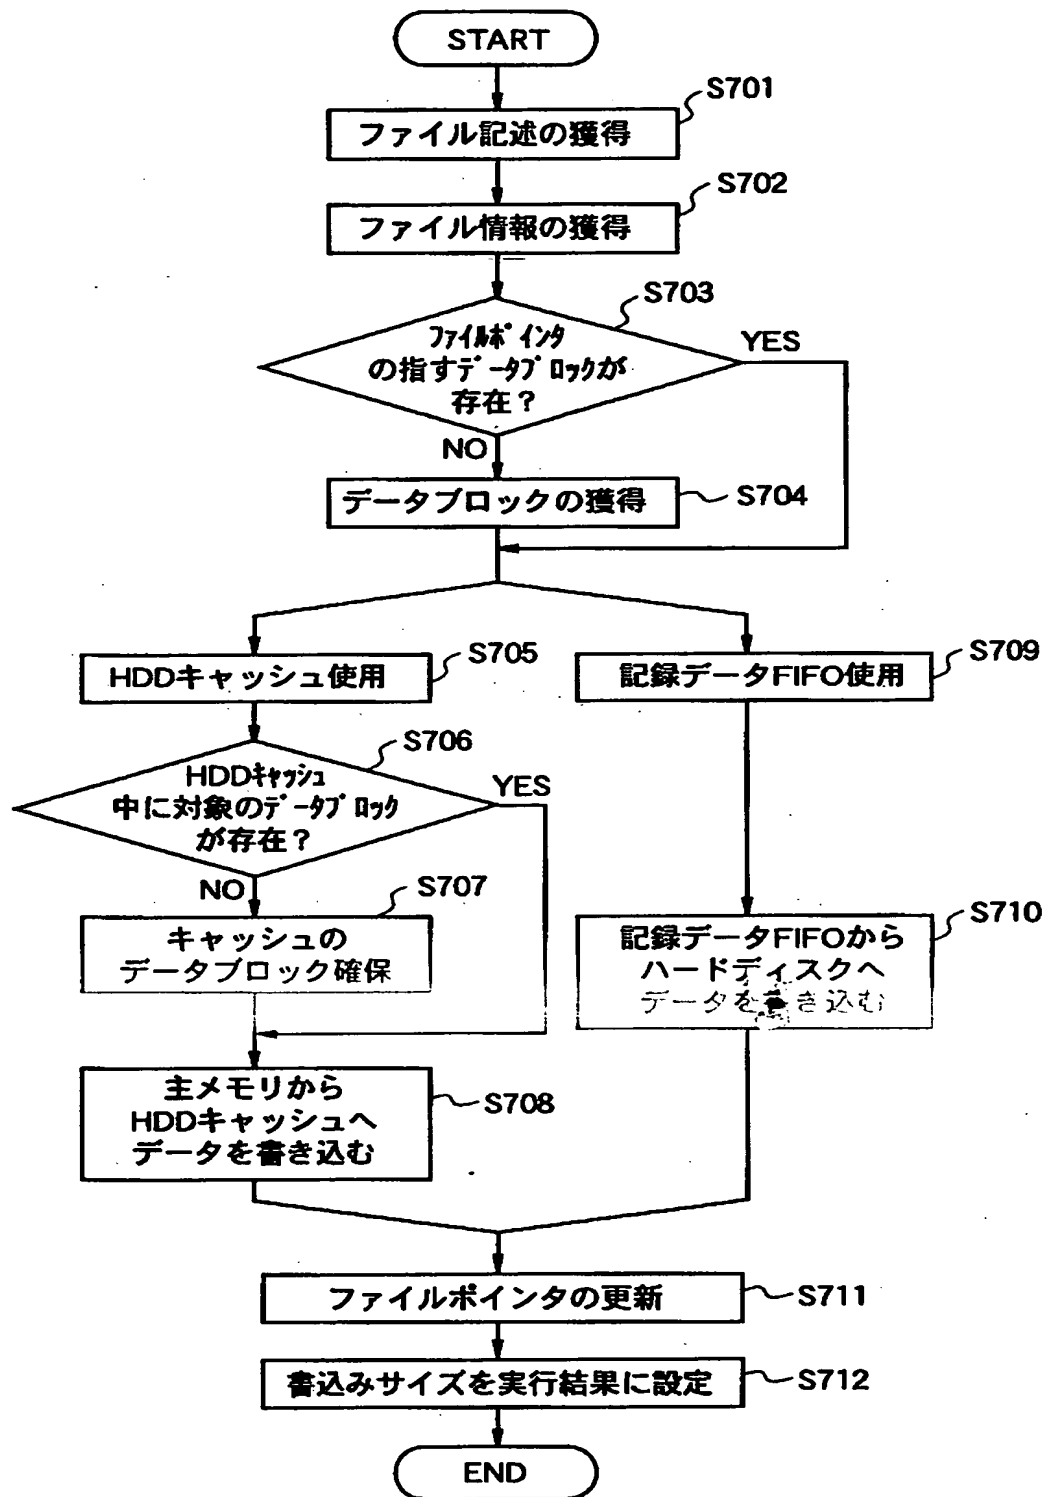 START
S701
ファイル記述の獲得
S702
ファイル情報の獲得
S703
ファイルポインタ
の指すデータブロックが
存在?
YES
NO
データブロックの獲得
S704
HDDキャッシュ使用
S705
記録データFIFO使用
S709
S706
HDDキャッシュ
中に対象のデータブロック
が存在?
YES
NO
S707
キャッシュの
データブロック確保
S710
記録データFIFOから
ハードディスクへ
データを書き込む
主メモリから
HDDキャッシュへ
データを書き込む
S708
ファイルポインタの更新
S711
書込みサイズを実行結果に設定
S712
END